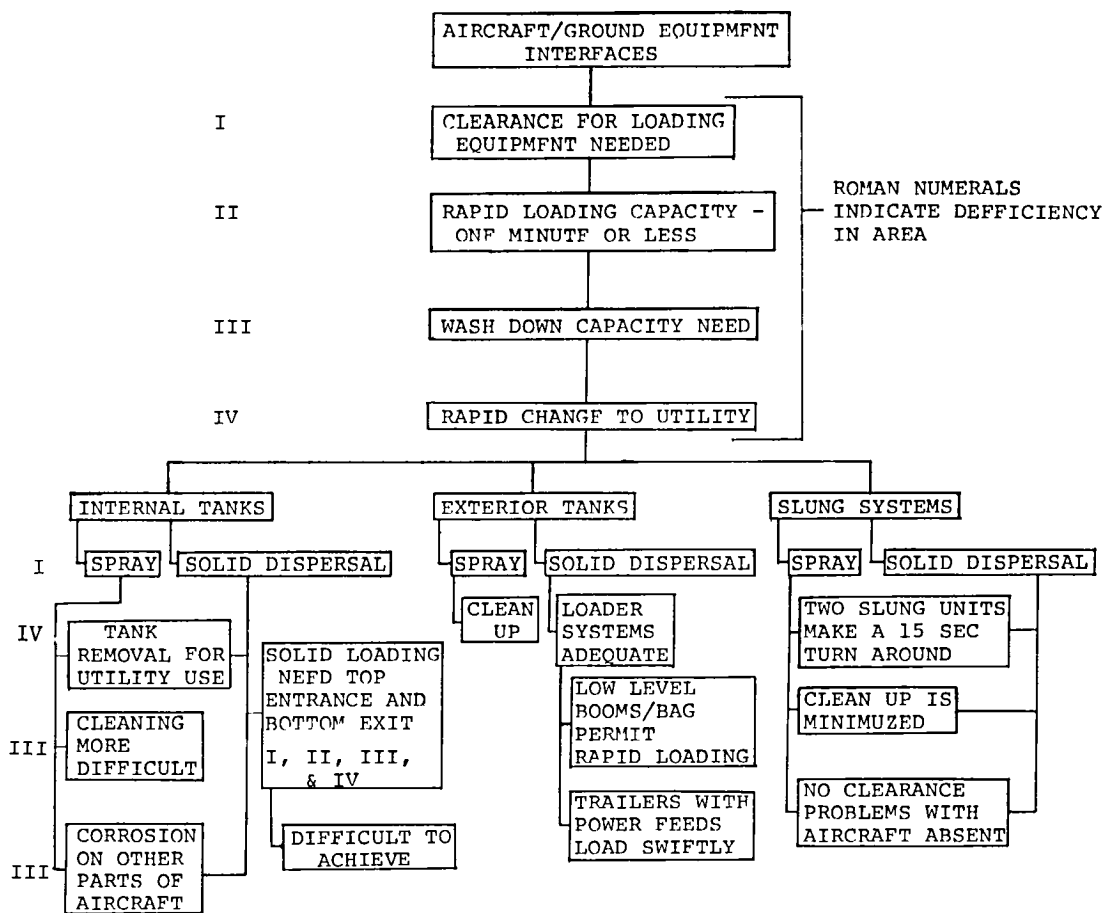 AIRCRAFT/GROUND EQUIPMFNT
INTERFACES
I
CLEARANCE FOR LOADING
EQUIPMFNT NEEDED
II
RAPID LOADING CAPACITY -
ONF MINUTF OR LESS
ROMAN NUMERALS
INDICATE DEFFICIENCY
IN AREA
III
WASH DOWN CAPACITY NEED
IV
RAPID CHANGF TO UTILITY
INTERNAL TANKS
EXTERIOR TANKS
SLUNG SYSTEMS
I
SPRAY
SOLID DISPERSAL
SPRAY
SOLID DISPERSAL
SPRAY
SOLID DISPERSAL
IV
TANK
REMOVAL FOR
UTILITY USE
III
CLEANING
MORE
DIFFICULT
III
CORROSION
ON OTHER
PARTS OF
AIRCRAFT
SOLID LOADING
NEFD TOP
ENTRANCE AND
BOTTOM EXIT
I, II, III,
& IV
DIFFICULT TO
ACHIEVE
CLEAN
UP
LOADER
SYSTEMS
ADEQUATE
LOW LEVEL
BOOMS/BAG
PERMIT
RAPID LOADING
TRAILERS WITH
POWER FEEDS
LOAD SWIFTLY
TWO SLUNG UNITS
MAKE A 15 SEC
TURN AROUND
CLEAN UP IS
MINIMUZED
NO CLEARANCE
PROBLEMS WITH
AIRCRAFT ABSENT